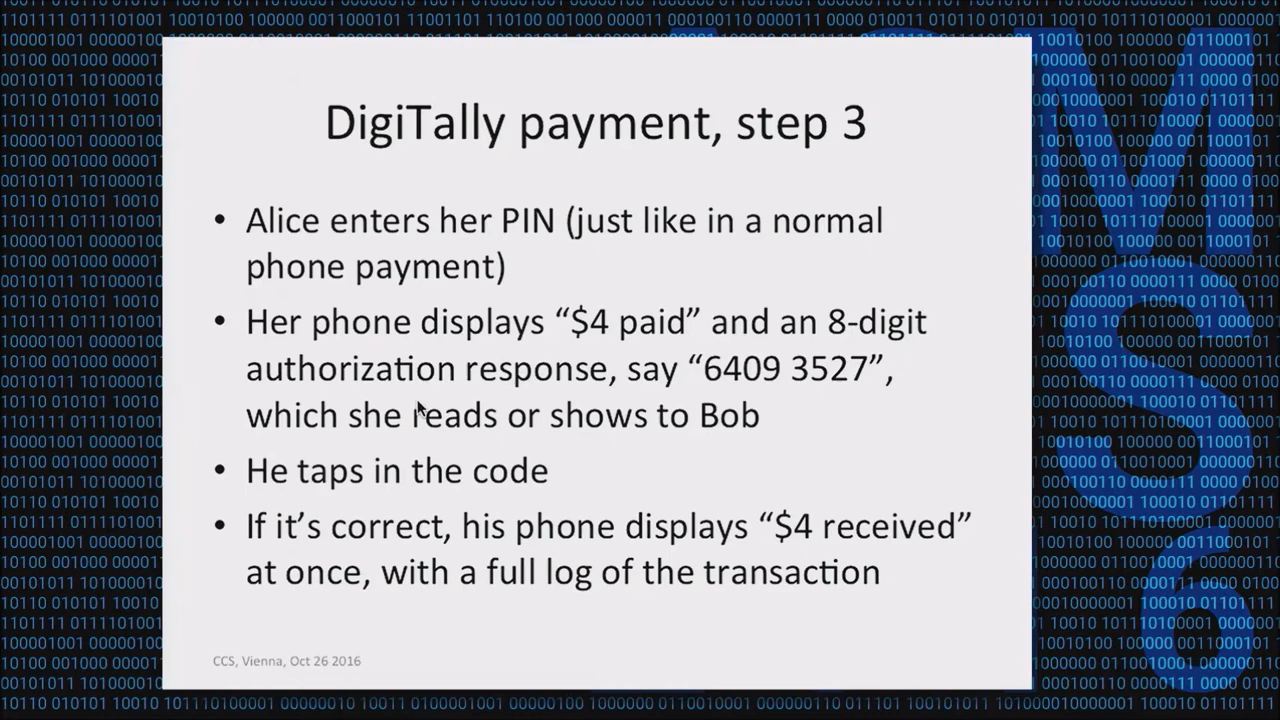 DigiTally payment, step 3
• Alice enters her PIN (just like in a normal
phone payment)
• Her phone displays “$4 paid” and an 8-digit
authorization response, say “6409 3527”,
which she reads or shows to Bob
• He taps in the code
• If it’s correct, his phone displays “$4 received”
at once, with a full log of the transaction
CCS, Vienna, Oct 26 2016